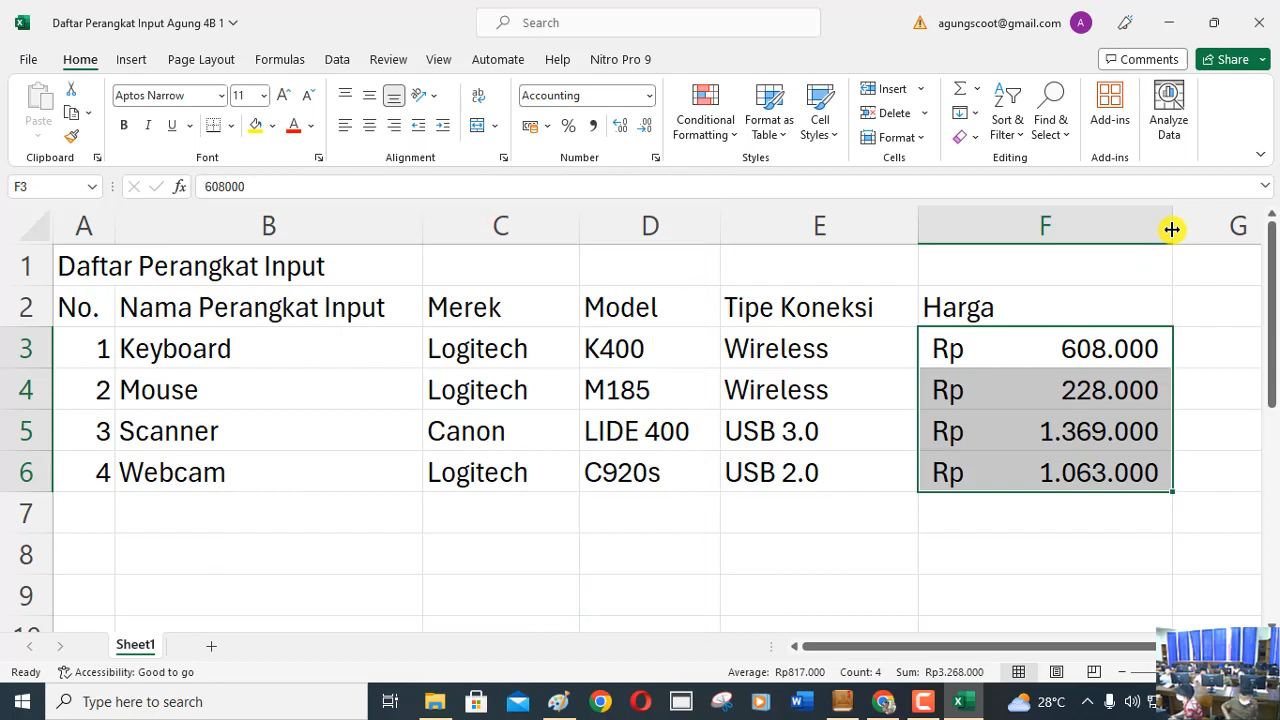 Daftar Perangkat Input Agung 4B 1
Search
agungscoot@gmail.com
A
File Home Insert Page Layout Formulas Data Review View Automate Help Nitro Pro 9
Comments
Share
Paste
Clipboard
Aptos Narrow 11
B I U
Font
Alignment
Accounting
Number
Conditional Formatting
Format as Table
Cell Styles
Styles
Insert
Delete
Format
Cells
Sort & Filter
Find & Select
Editing
Add-ins
Add-ins
Analyze Data
F3 fx 608000
A B C D E F G
1 Daftar Perangkat Input
2 No. Nama Perangkat Input Merek Model Tipe Koneksi Harga
3 1 Keyboard Logitech K400 Wireless Rp 608.000
4 2 Mouse Logitech M185 Wireless Rp 228.000
5 3 Scanner Canon LIDE 400 USB 3.0 Rp 1.369.000
6 4 Webcam Logitech C920s USB 2.0 Rp 1.063.000
7
8
9
10
Sheet1
Ready Accessibility: Good to go Average: Rp817.000 Count: 4 Sum: Rp3.268.000
Type here to search
28°C